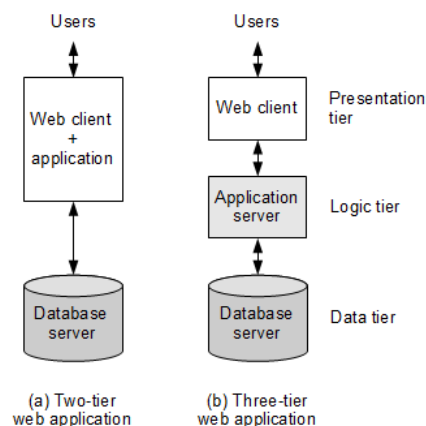 Users
Web client
+
application
Database
server
(a) Two-tier
web application
Users
Web client
Application
server
Database
server
(b) Three-tier
web application
Presentation
tier
Logic tier
Data tier